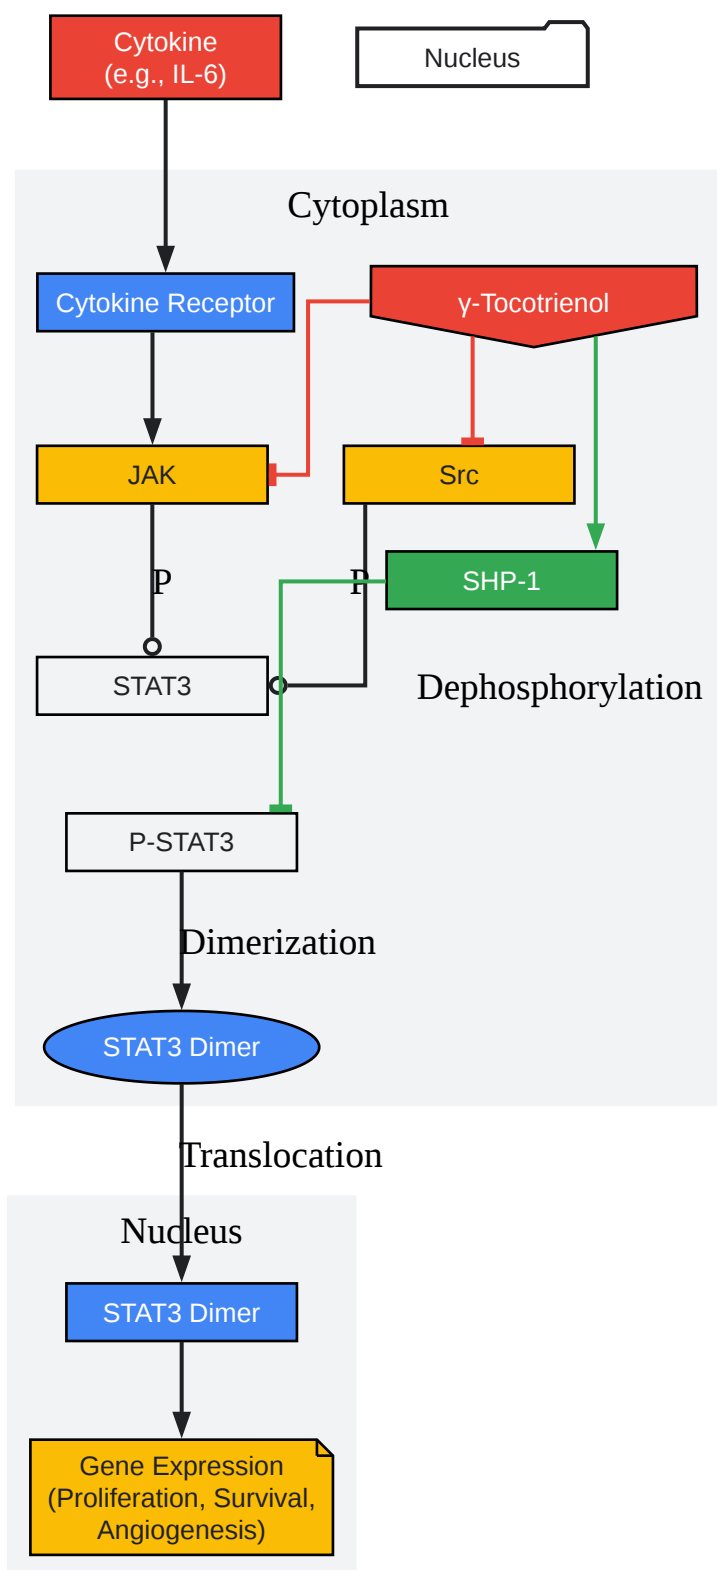 Cytokine
(e.g., IL-6)
Nucleus
Cytoplasm
Cytokine Receptor
γ-Tocotrienol
JAK
Src
P
P
SHP-1
STAT3
Dephosphorylation
P-STAT3
Dimerization
STAT3 Dimer
Translocation
Nucleus
STAT3 Dimer
Gene Expression
(Proliferation, Survival,
Angiogenesis)